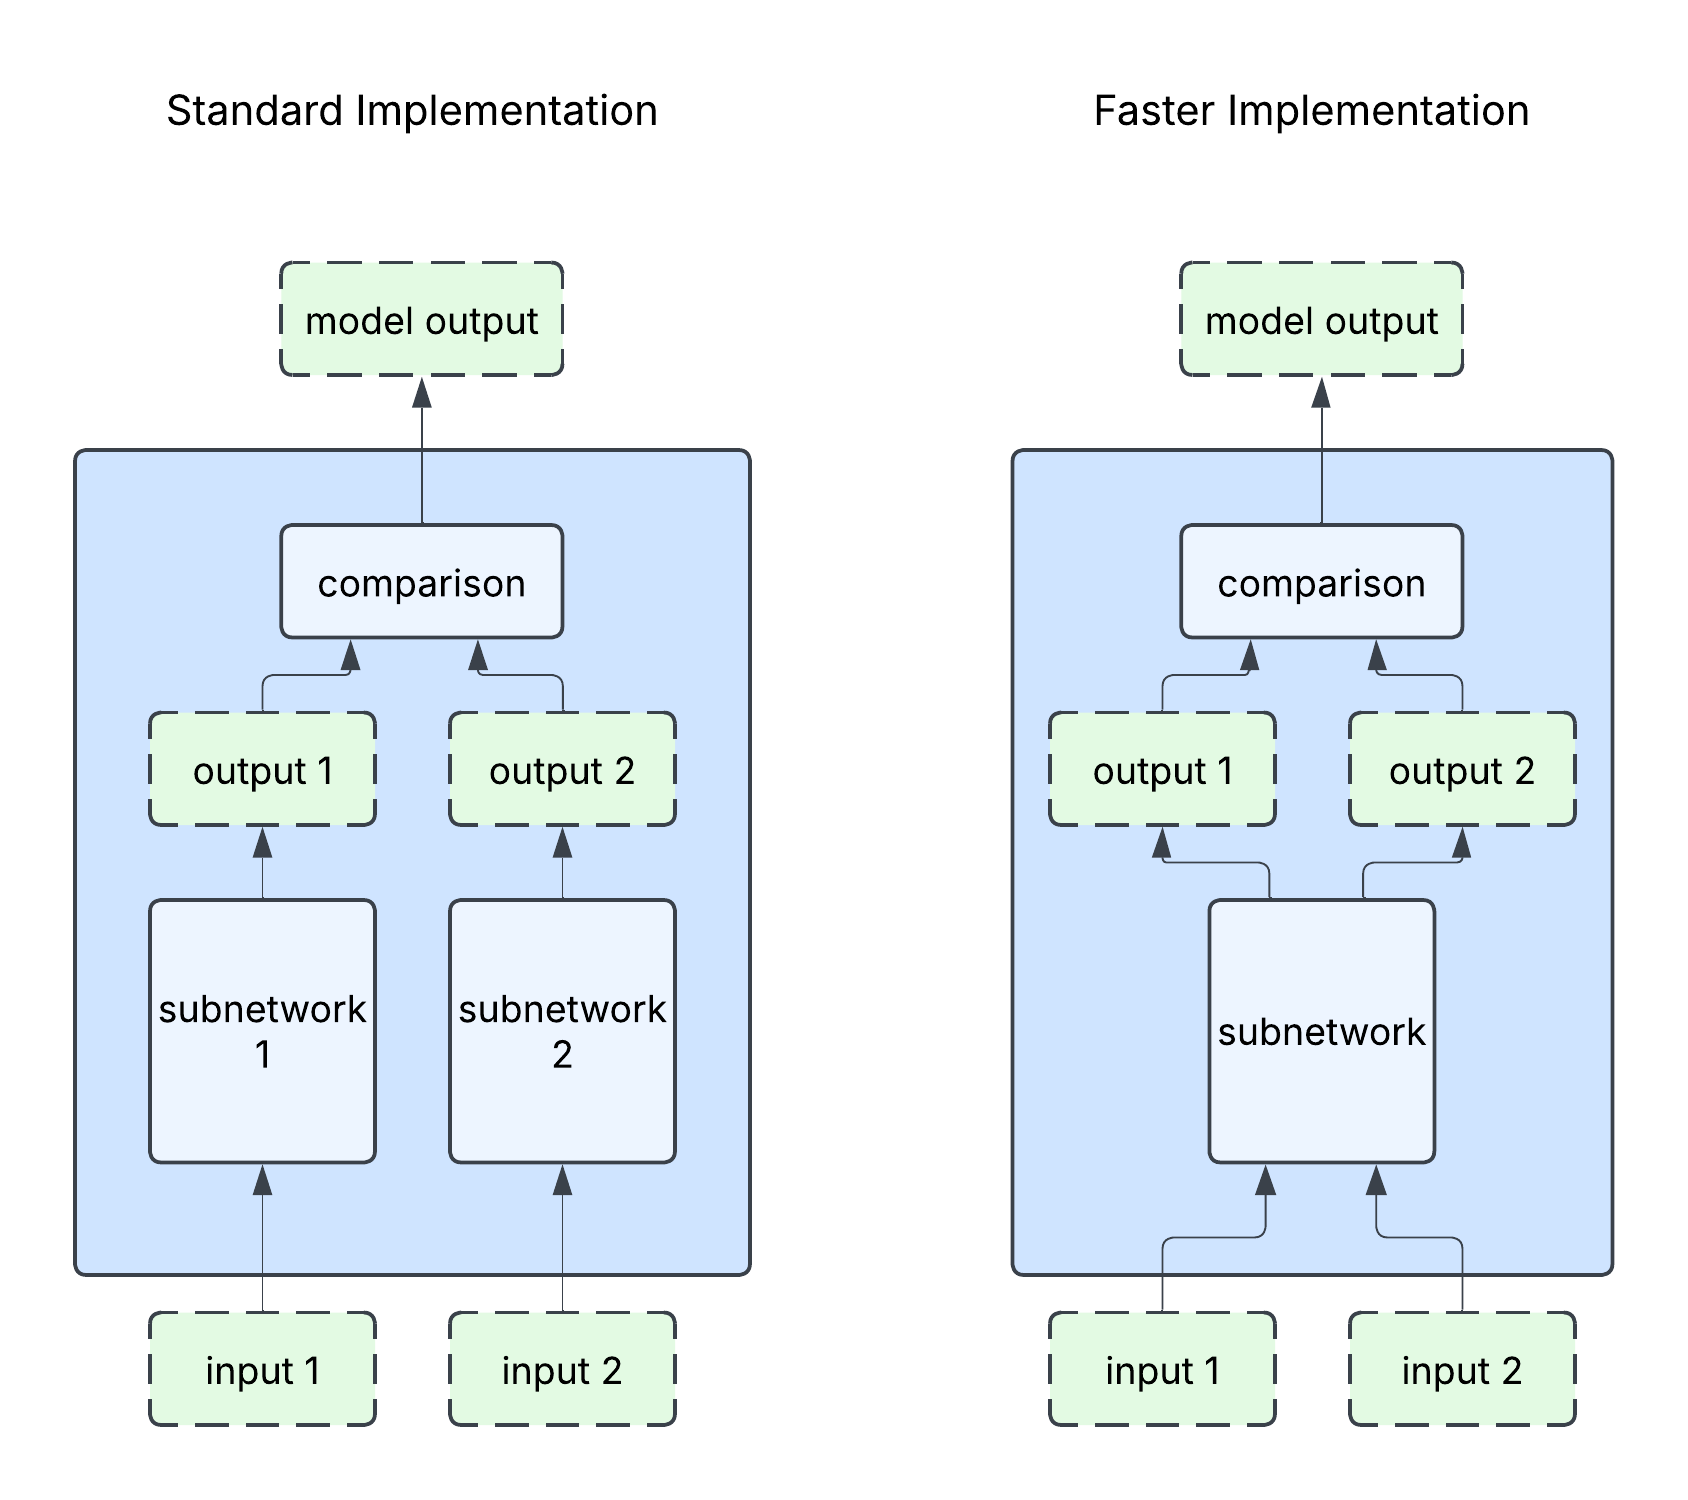 Standard Implementation
model output
comparison
output 1
output 2
subnetwork
1
subnetwork
2
input 1
input 2
Faster Implementation
model output
comparison
output 1
output 2
subnetwork
input 1
input 2